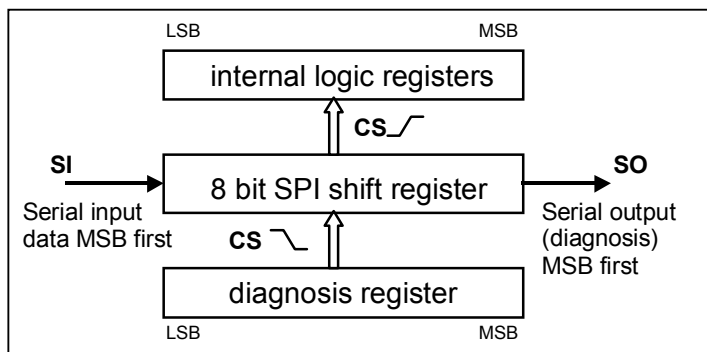 LSB MSB
internal logic registers
CS
SI SO
8 bit SPI shift register
Serial input
data MSB first
Serial output
(diagnosis)
MSB first
CS
diagnosis register
LSB MSB